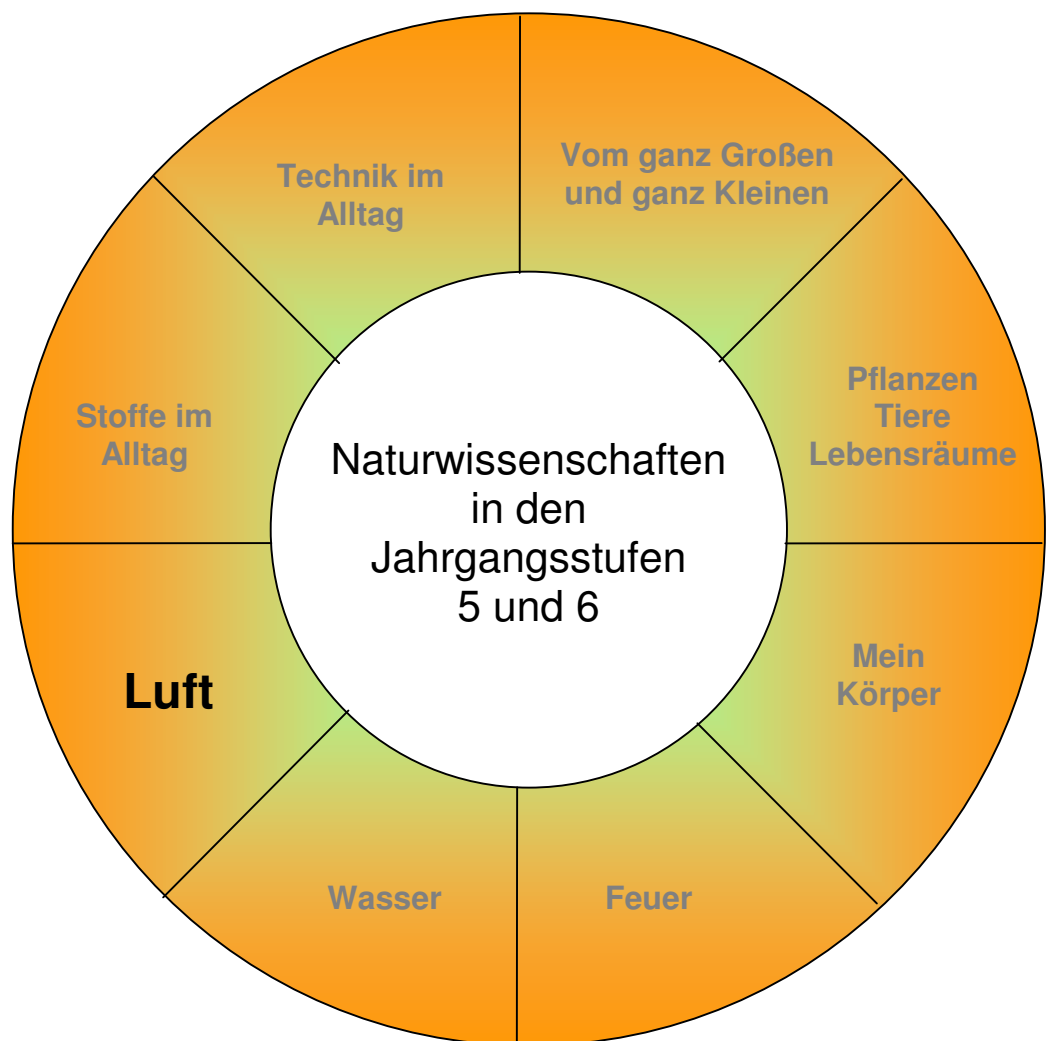 Technik im
Alltag
Vom ganz Großen
und ganz Kleinen
Pflanzen
Tiere
Lebensräume
Stoffe im
Alltag
Naturwissenschaften
in den
Jahrgangsstufen
5 und 6
Mein
Körper
Luft
Wasser
Feuer